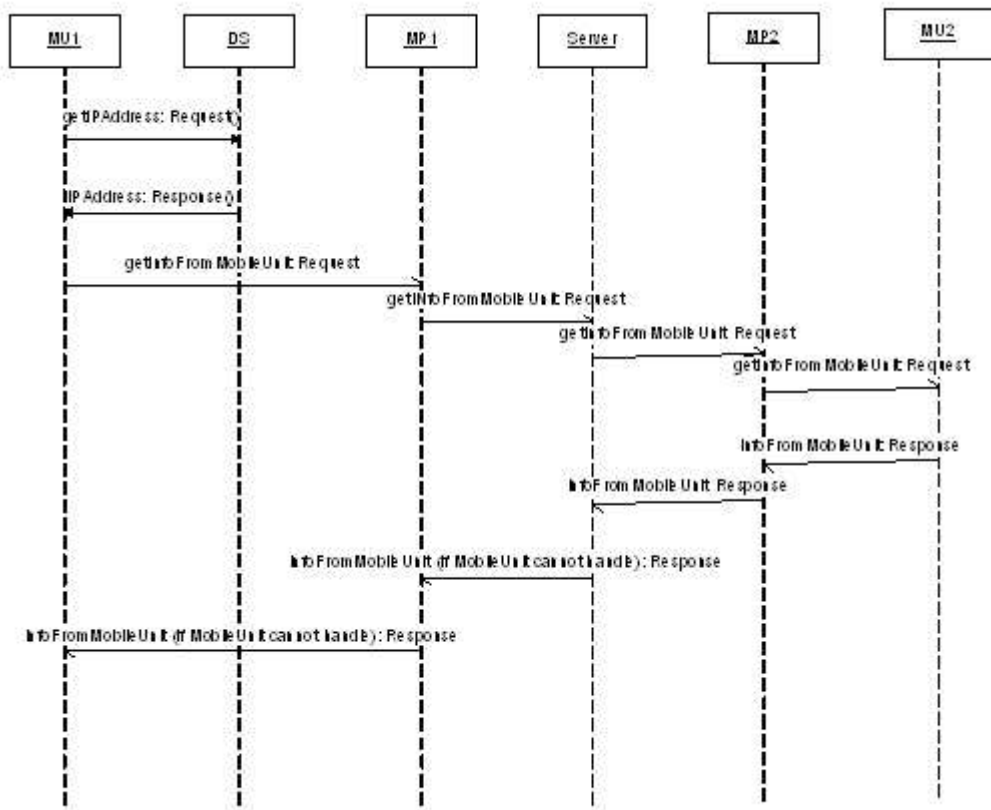 MU1
DS
MP1
Server
MP2
MU2
getIPAddress: Request()
IPAddress: Response()
getInfoFromMobileUnit: Request
getINfoFromMobileUnit: Request
getInfoFromMobileUnit: Request
getInfoFromMobileUnit: Request
InfoFromMobileUnit: Response
InfoFromMobileUnit: Response
InfoFromMobileUnit (if MobileUnit cannot handle) : Response
InfoFromMobileUnit (if MobileUnit cannot handle) : Response